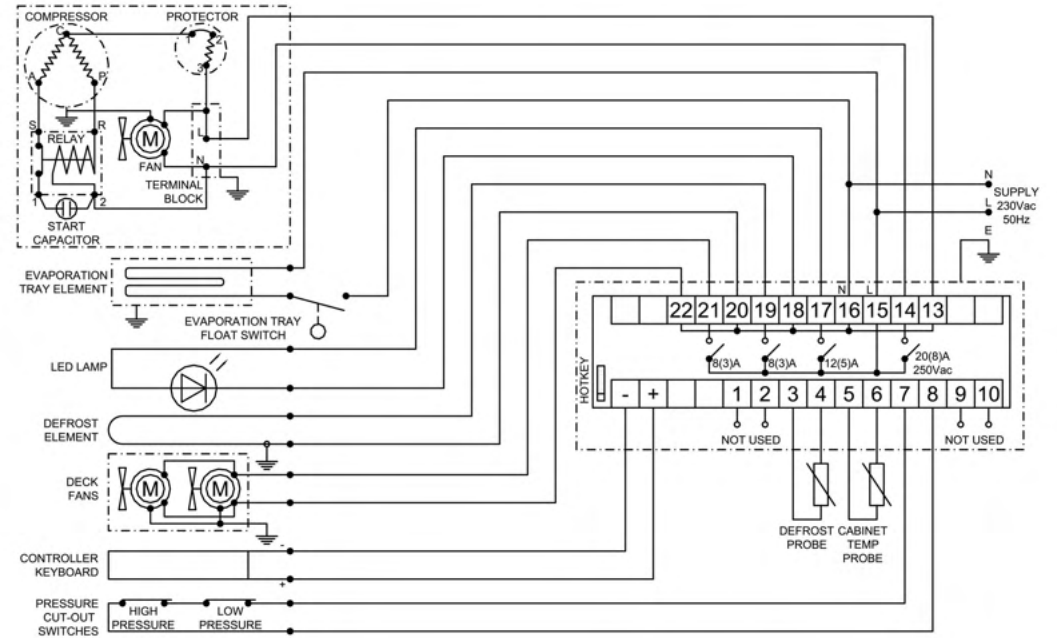 COMPRESSOR
PROTECTOR
C
1
2
3
A
P
S
R
RELAY
M
FAN
L
N
TERMINAL
BLOCK
1
2
START
CAPACITOR
N
SUPPLY
L
230Vac
50Hz
E
EVAPORATION
TRAY ELEMENT
EVAPORATION TRAY
FLOAT SWITCH
LED LAMP
DEFROST
ELEMENT
DECK
FANS
M
M
CONTROLLER
KEYBOARD
-
+
PRESSURE
CUT-OUT
SWITCHES
HIGH
PRESSURE
LOW
PRESSURE
N
L
22 21 20 19 18 17 16 15 14 13
8(3)A
8(3)A
12(5)A
20(8)A
250Vac
HOTKEY
- + 1 2 3 4 5 6 7 8 9 10
NOT USED
NOT USED
DEFROST
PROBE
CABINET
TEMP
PROBE